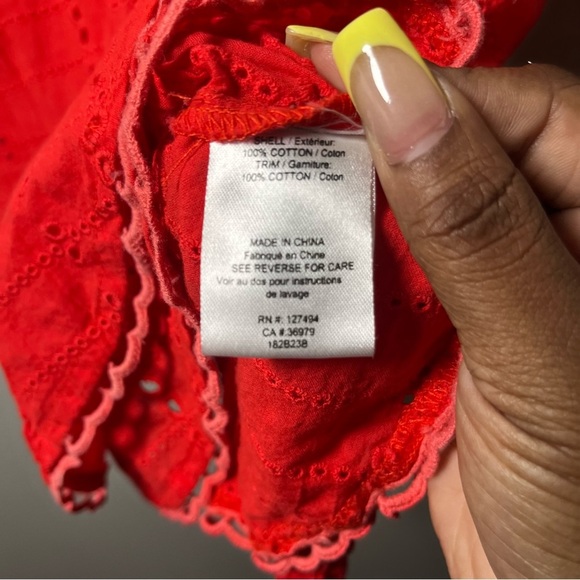 SHELL / Extérieur:
100% COTTON / Coton
TRIM / Garniture:
100% COTTON / Coton
MADE IN CHINA
Fabriqué en Chine
SEE REVERSE FOR CARE
Voir au dos pour instructions
de lavage
RN #: 127494
CA #:36979
182B23B